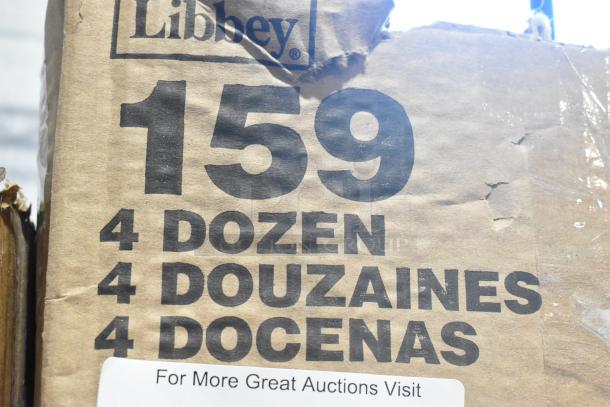 Libbey®
159
4 DOZEN
4 DOUZAINES
4 DOCENAS
For More Great Auctions Visit